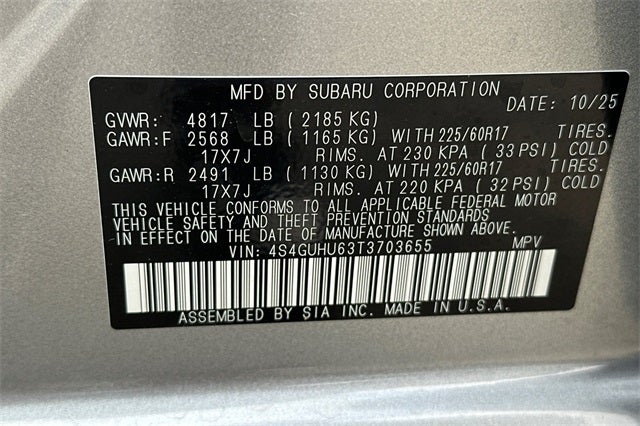 MFD BY SUBARU CORPORATION
DATE: 10/25
GVWR: 4817 LB (2185 KG)
GAWR:F 2568 LB (1165 KG) WITH 225/60R17 TIRES.
17X7J RIMS. AT 230 KPA (33 PSI) COLD
GAWR:R 2491 LB (1130 KG) WITH 225/60R17 TIRES.
17X7J RIMS. AT 220 KPA (32 PSI) COLD
THIS VEHICLE CONFORMS TO ALL APPLICABLE FEDERAL MOTOR
VEHICLE SAFETY AND THEFT PREVENTION STANDARDS
IN EFFECT ON THE DATE OF MANUFACTURE SHOWN ABOVE.
VIN: 4S4GUHU63T3703655 MPV
ASSEMBLED BY SIA INC. MADE IN U.S.A.